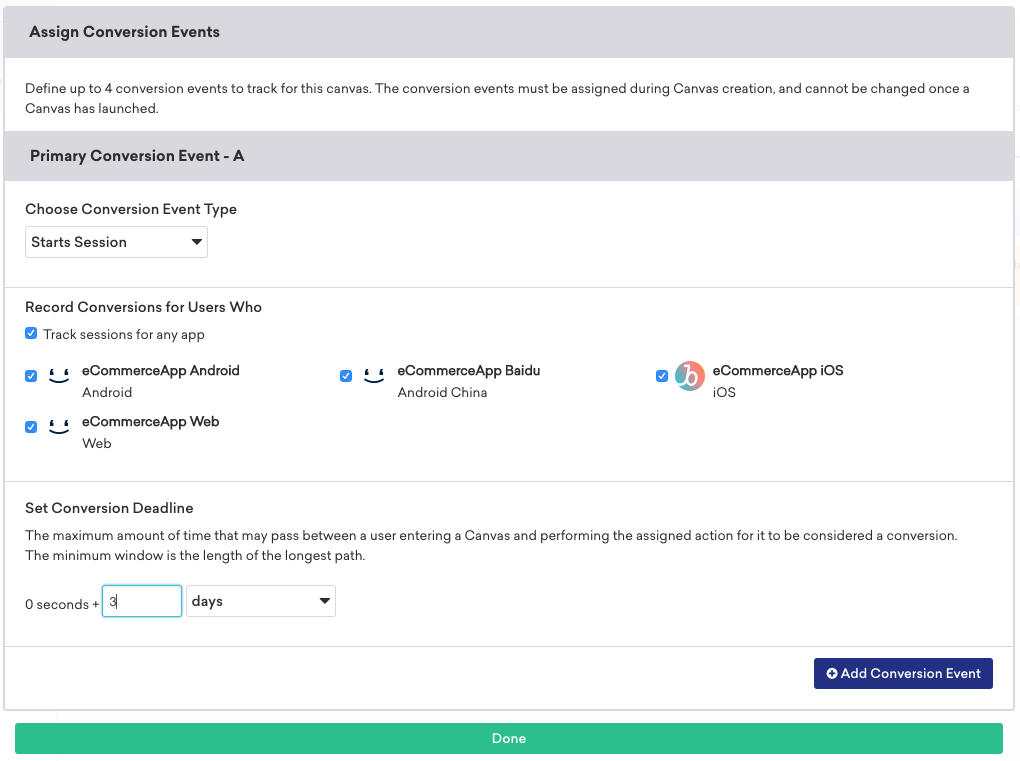 Assign Conversion Events
Define up to 4 conversion events to track for this canvas. The conversion events must be assigned during Canvas creation, and cannot be changed once a
Canvas has launched.
Primary Conversion Event - A
Choose Conversion Event Type
Starts Session
Record Conversions for Users Who
Track sessions for any app
eCommerceApp Android
Android
eCommerceApp Baidu
Android China
b
eCommerceApp iOS
iOS
eCommerceApp Web
Web
Set Conversion Deadline
The maximum amount of time that may pass between a user entering a Canvas and performing the assigned action for it to be considered a conversion.
The minimum window is the length of the longest path.
0 seconds + 3 days
Add Conversion Event
Done